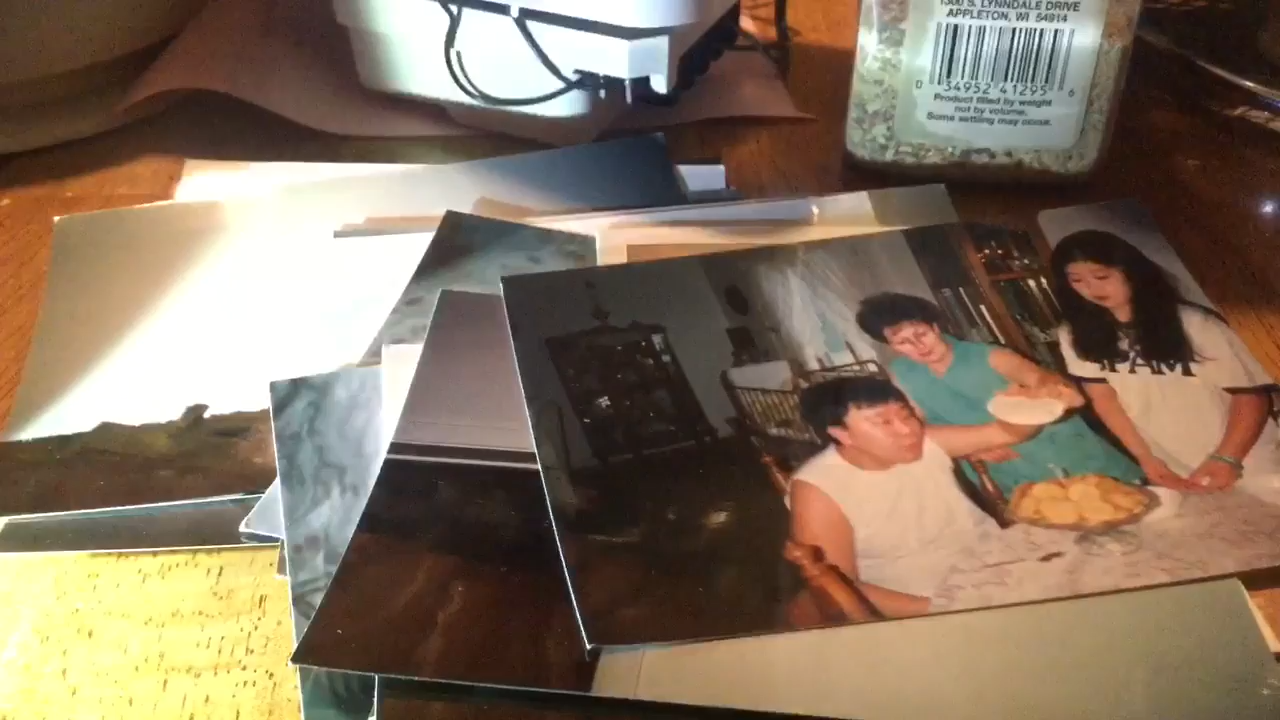 1300 S. LYNNDALE DRIVE
APPLETON, WI 54914
0 34952 41295 6
Product filled by weight
not by volume.
Some settling may occur.
SPAM